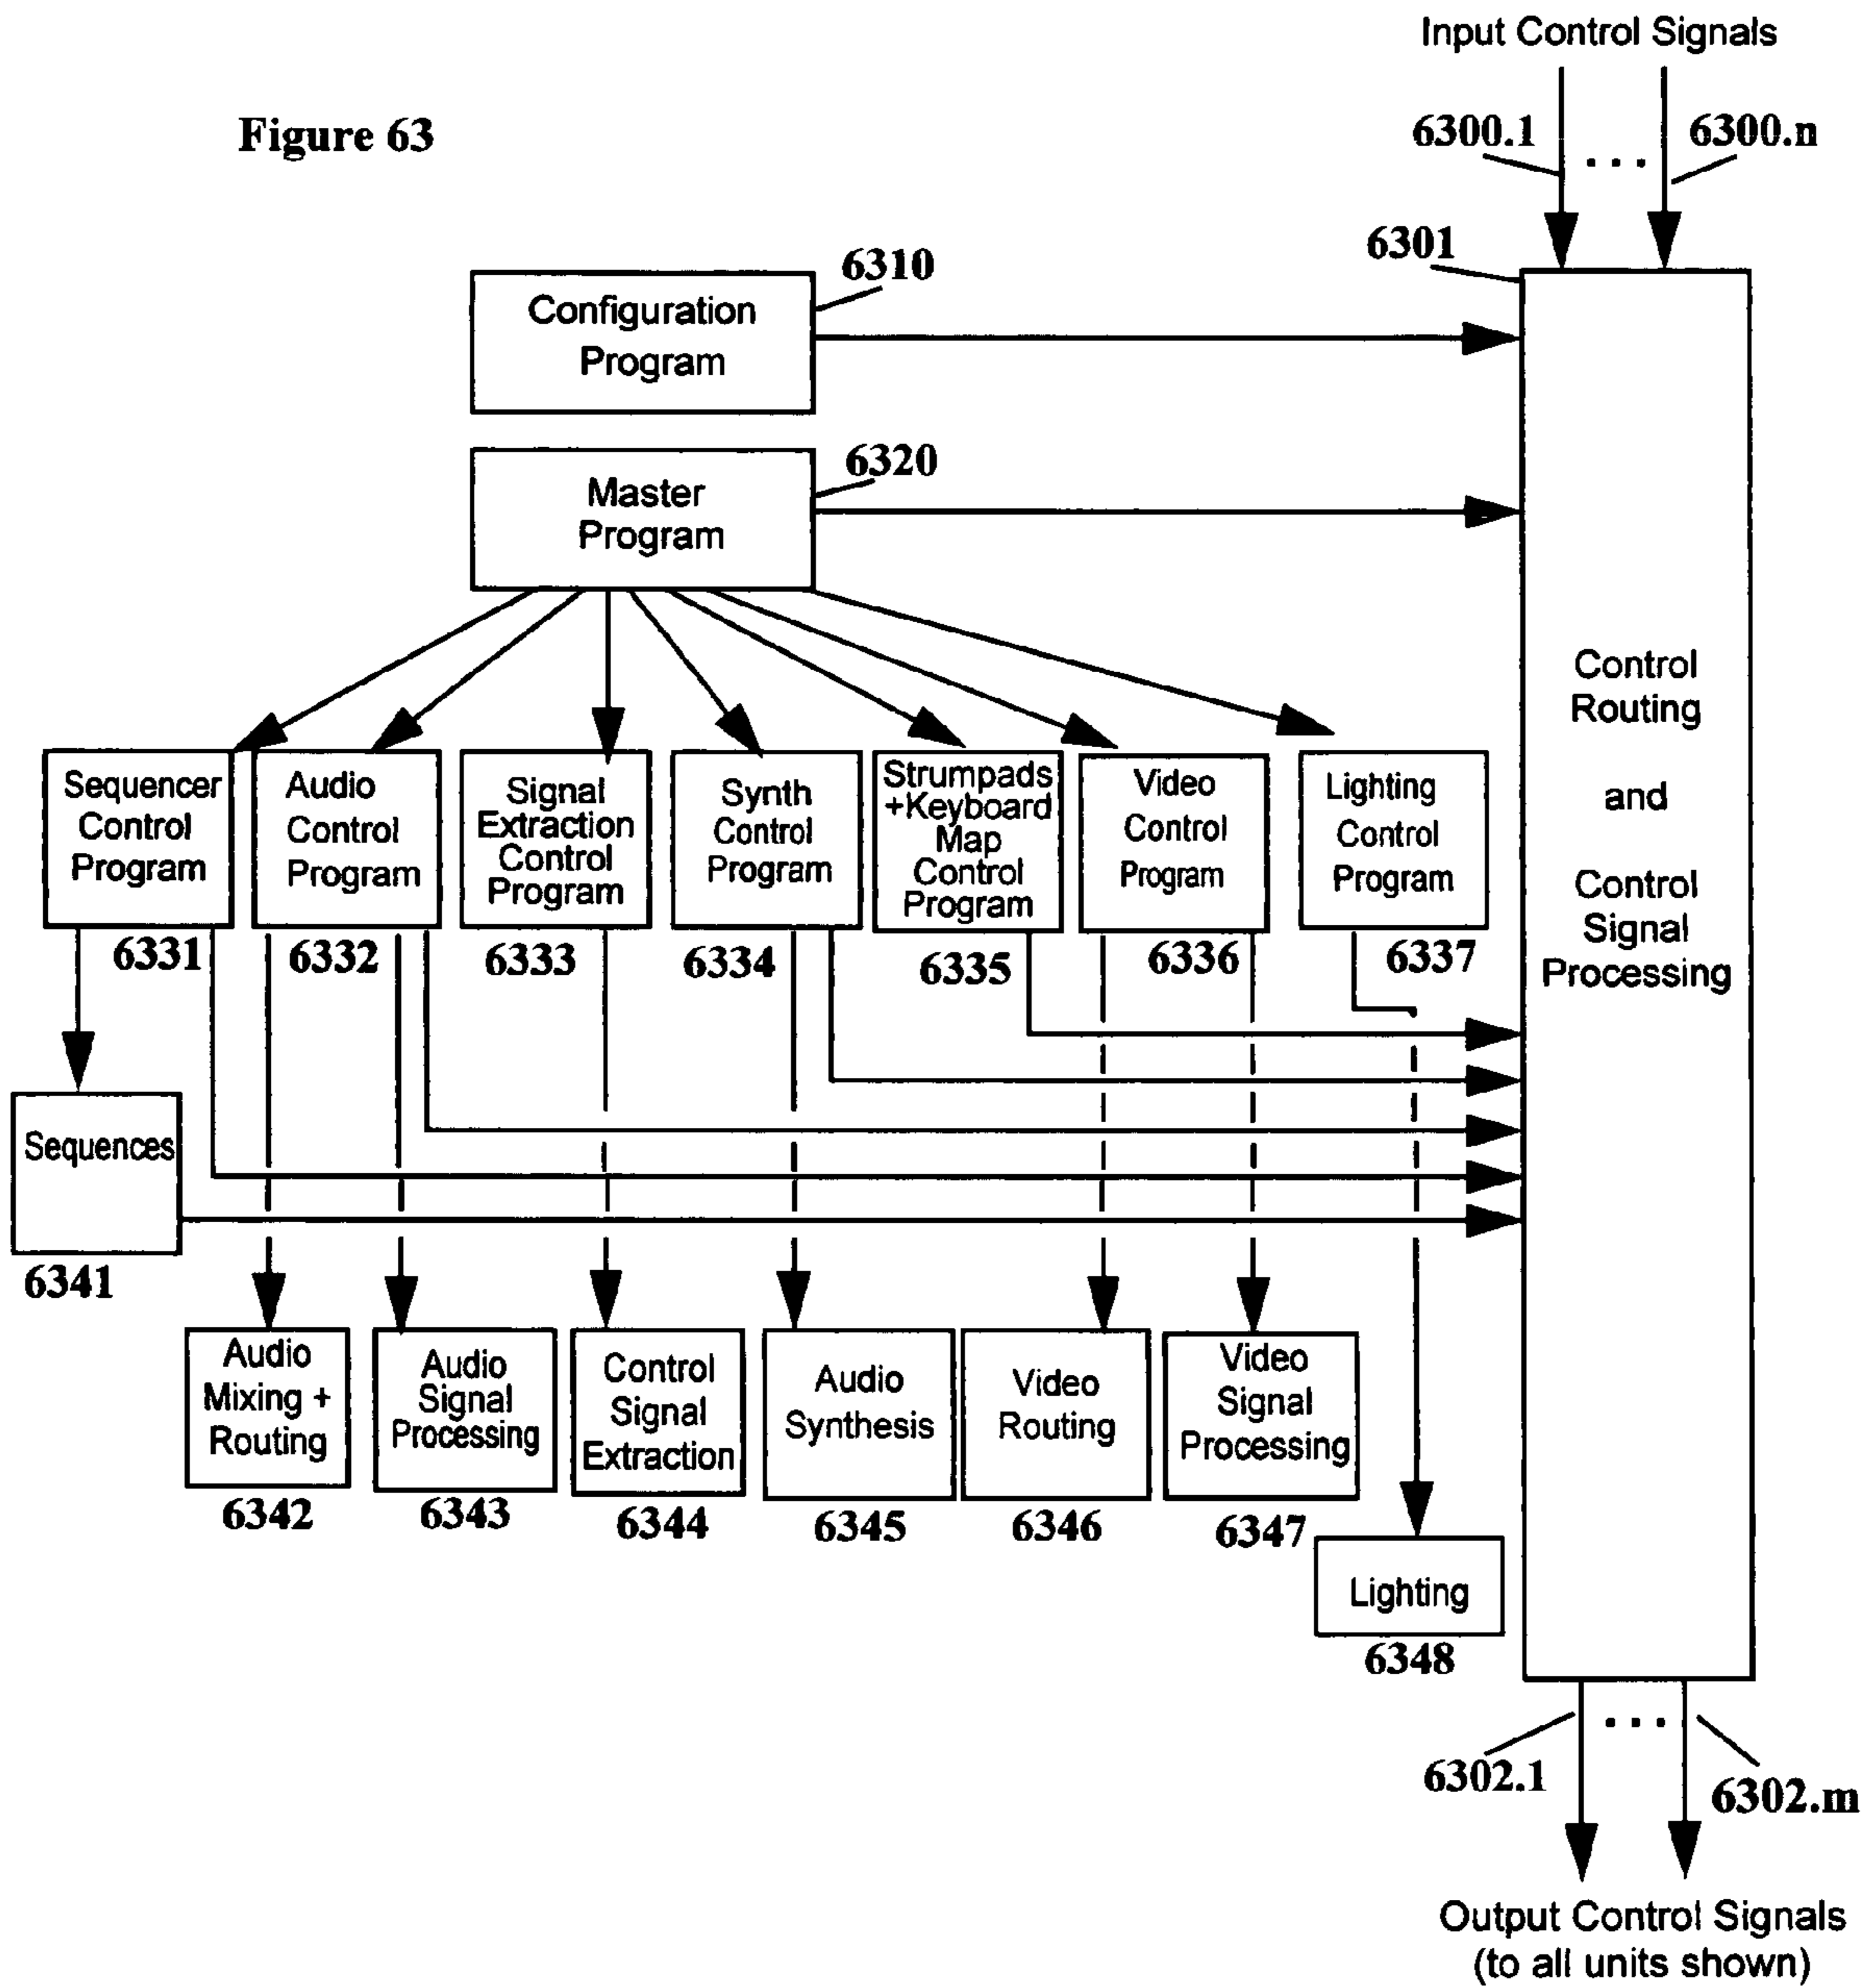 Input Control Signals
Figure 63
6300.1
. . .
6300.n
6301
6310
Configuration
Program
6320
Master
Program
Control
Routing
and
Control
Signal
Processing
Sequencer
Control
Program
Audio
Control
Program
Signal
Extraction
Control
Program
Synth
Control
Program
Strumpads
+Keyboard
Map
Control
Program
Video
Control
Program
Lighting
Control
Program
6331
6332
6333
6334
6335
6336
6337
Sequences
6341
Audio
Mixing +
Routing
Audio
Signal
Processing
Control
Signal
Extraction
Audio
Synthesis
Video
Routing
Video
Signal
Processing
6342
6343
6344
6345
6346
6347
Lighting
6348
6302.1
. . .
6302.m
Output Control Signals
(to all units shown)